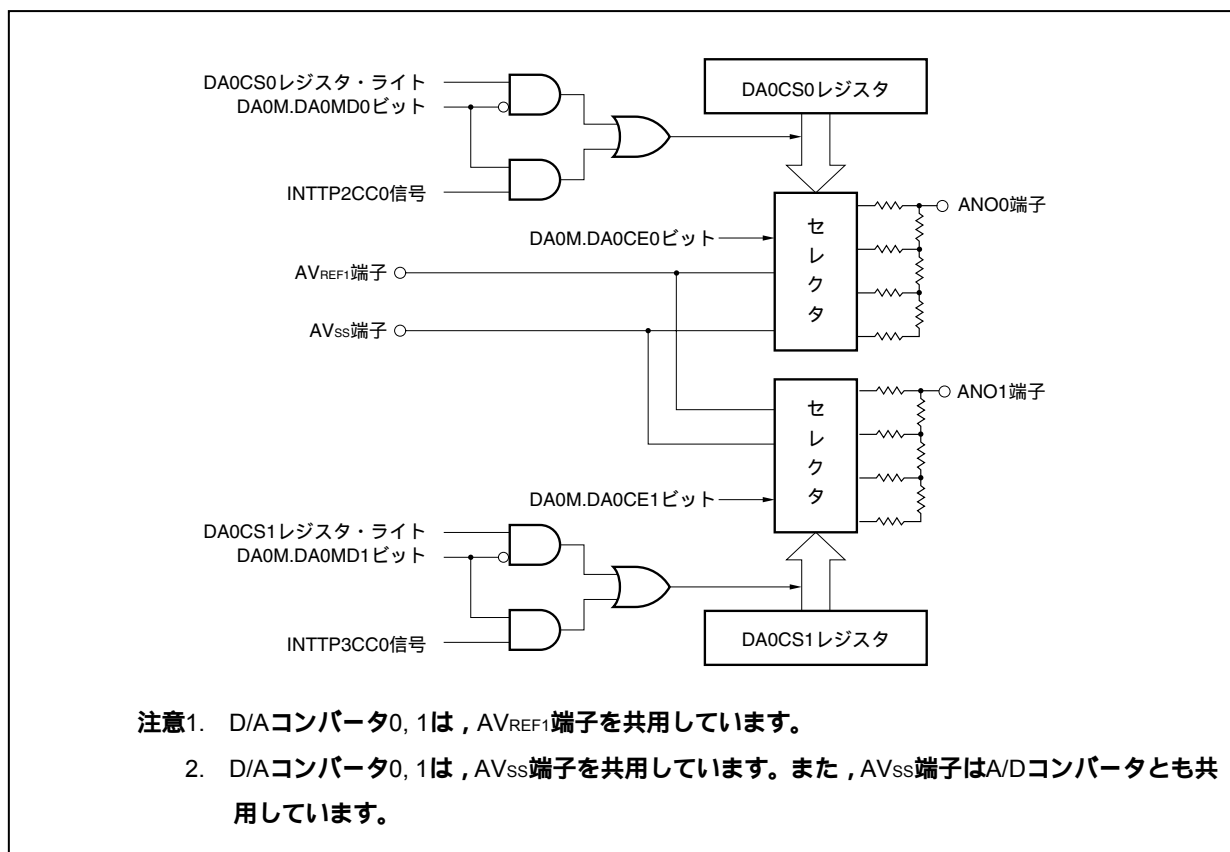 DA0CS0レジスタ・ライト
DA0M.DA0MD0ビット
INTTP2CC0信号
DA0CS0レジスタ
セレクタ
ANO0端子
DA0M.DA0CE0ビット
AVREF1端子
AVSS端子
セレクタ
ANO1端子
DA0M.DA0CE1ビット
DA0CS1レジスタ・ライト
DA0M.DA0MD1ビット
INTTP3CC0信号
DA0CS1レジスタ
注意1. D/Aコンバータ0, 1は，AVREF1端子を共用しています。
2. D/Aコンバータ0, 1は，AVSS端子を共用しています。また，AVSS端子はA/Dコンバータとも共
用しています。